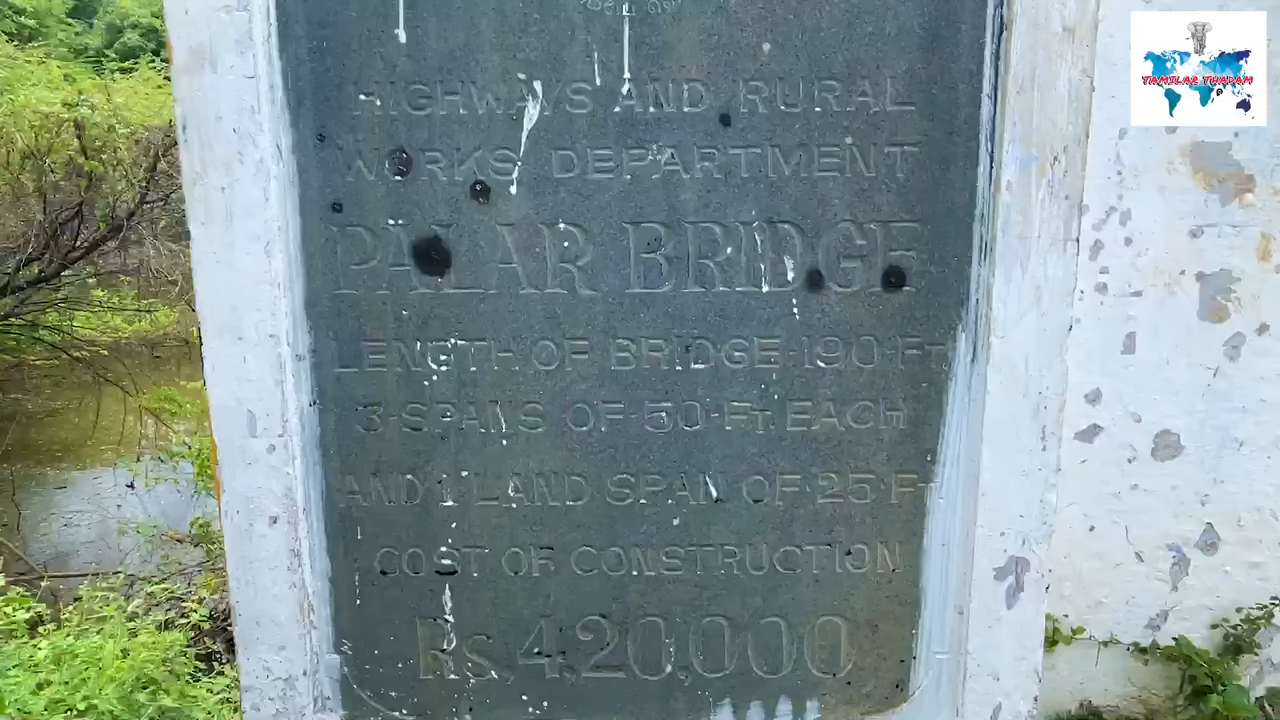 HIGHWAYS AND RURAL
WORKS DEPARTMENT
PALAR BRIDGE
LENGTH OF BRIDGE 190 Ft
3 SPANS OF 50 Ft EACH
AND 1 LAND SPAN OF 25 Ft
COST OF CONSTRUCTION
Rs. 4,20,000
TAMILAR THADAM